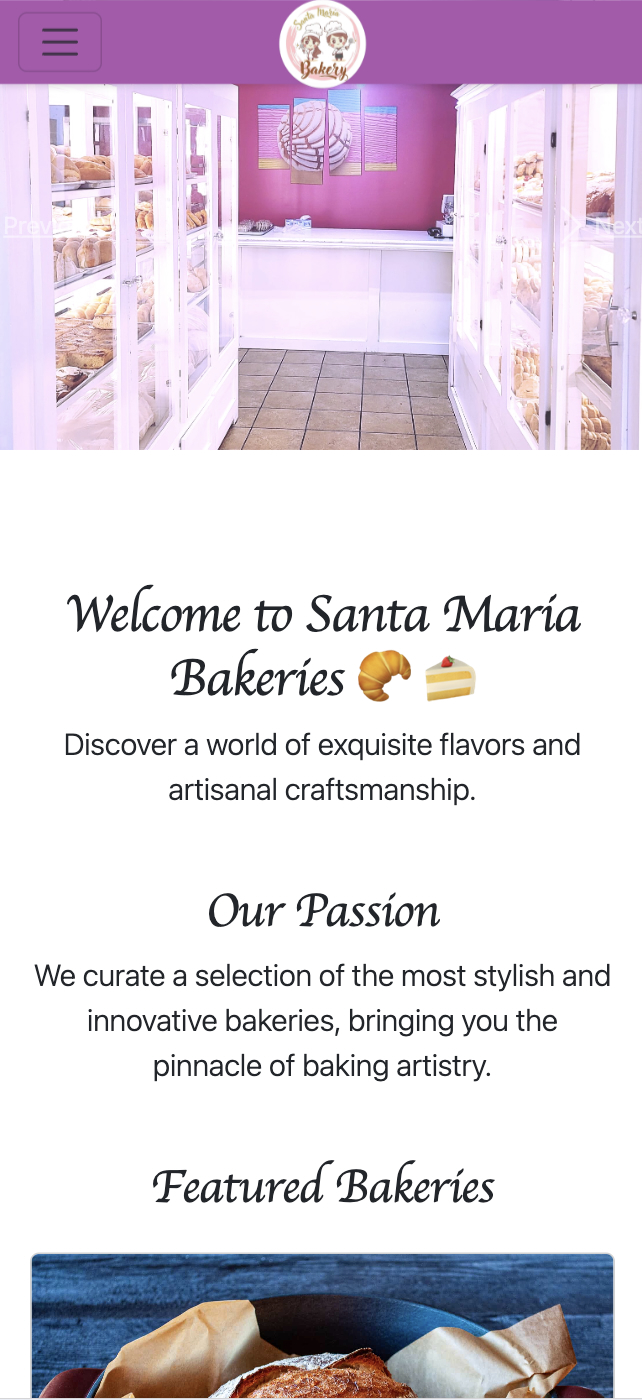 Santa Maria
Bakery
Previous
Next
Welcome to Santa Maria
Bakeries 🥐 🍰
Discover a world of exquisite flavors and
artisanal craftsmanship.
Our Passion
We curate a selection of the most stylish and
innovative bakeries, bringing you the
pinnacle of baking artistry.
Featured Bakeries